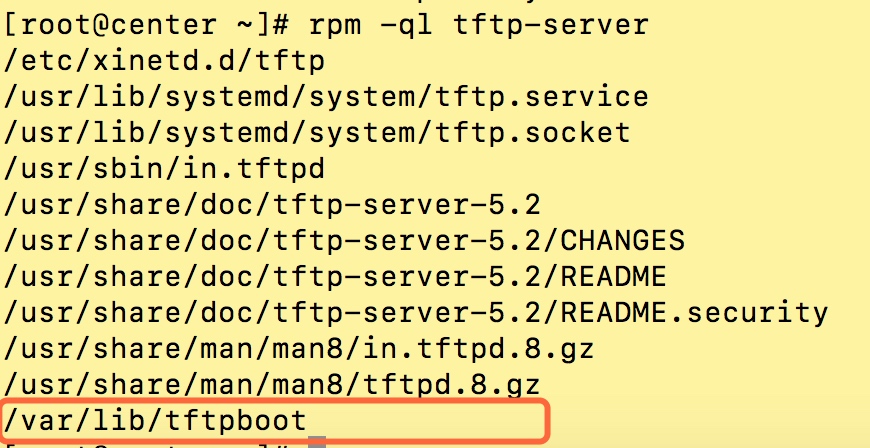 [root@center ~]# rpm -ql tftp-server
/etc/xinetd.d/tftp
/usr/lib/systemd/system/tftp.service
/usr/lib/systemd/system/tftp.socket
/usr/sbin/in.tftpd
/usr/share/doc/tftp-server-5.2
/usr/share/doc/tftp-server-5.2/CHANGES
/usr/share/doc/tftp-server-5.2/README
/usr/share/doc/tftp-server-5.2/README.security
/usr/share/man/man8/in.tftpd.8.gz
/usr/share/man/man8/tftpd.8.gz
/var/lib/tftpboot